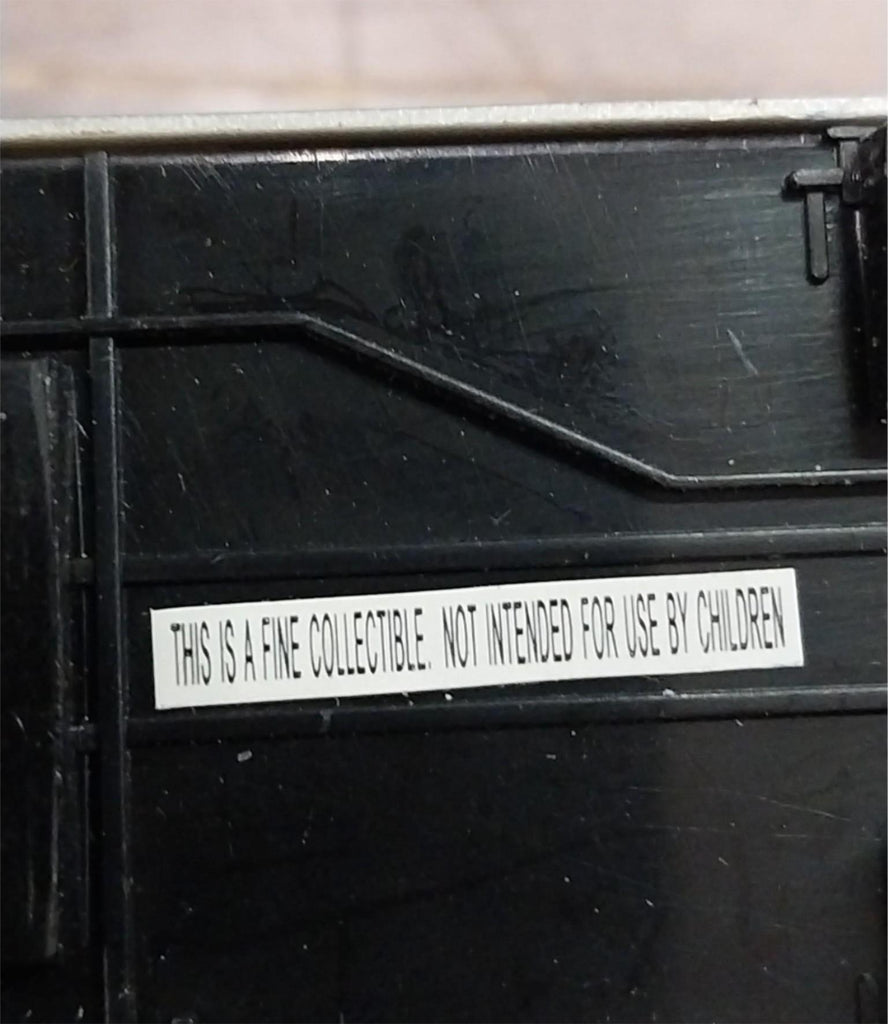 THIS IS A FINE COLLECTIBLE. NOT INTENDED FOR USE BY CHILDREN